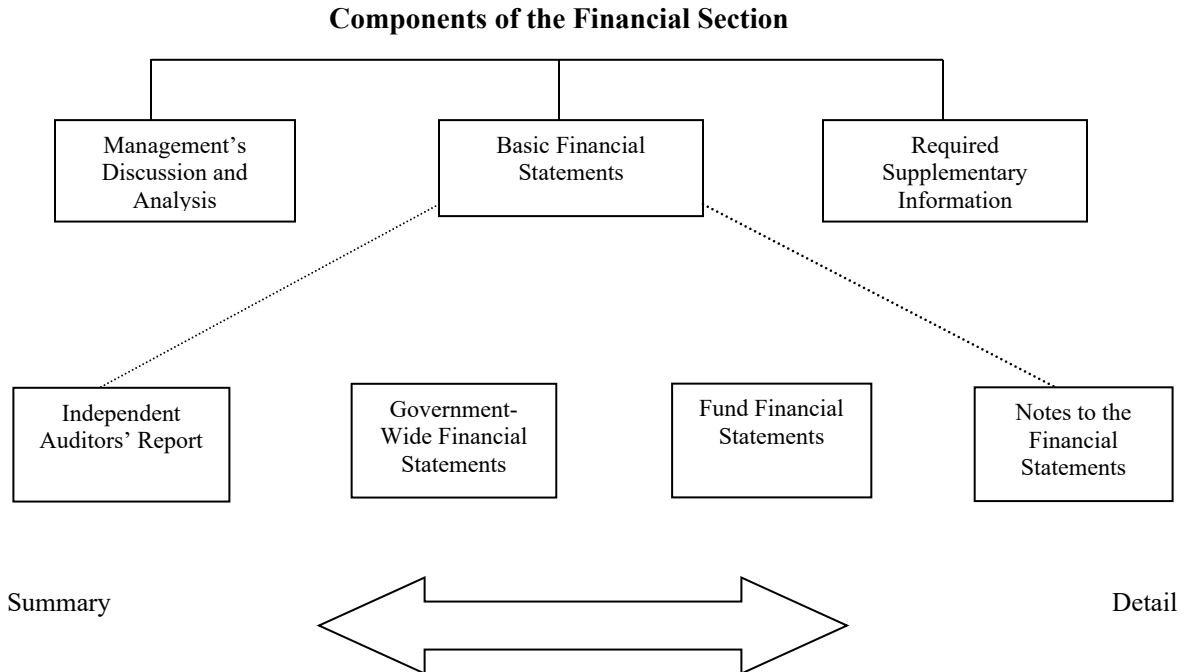 Components of the Financial Section
Management’s
Discussion and
Analysis
Basic Financial
Statements
Required
Supplementary
Information
Independent
Auditors’ Report
Government-
Wide Financial
Statements
Fund Financial
Statements
Notes to the
Financial
Statements
Summary
Detail